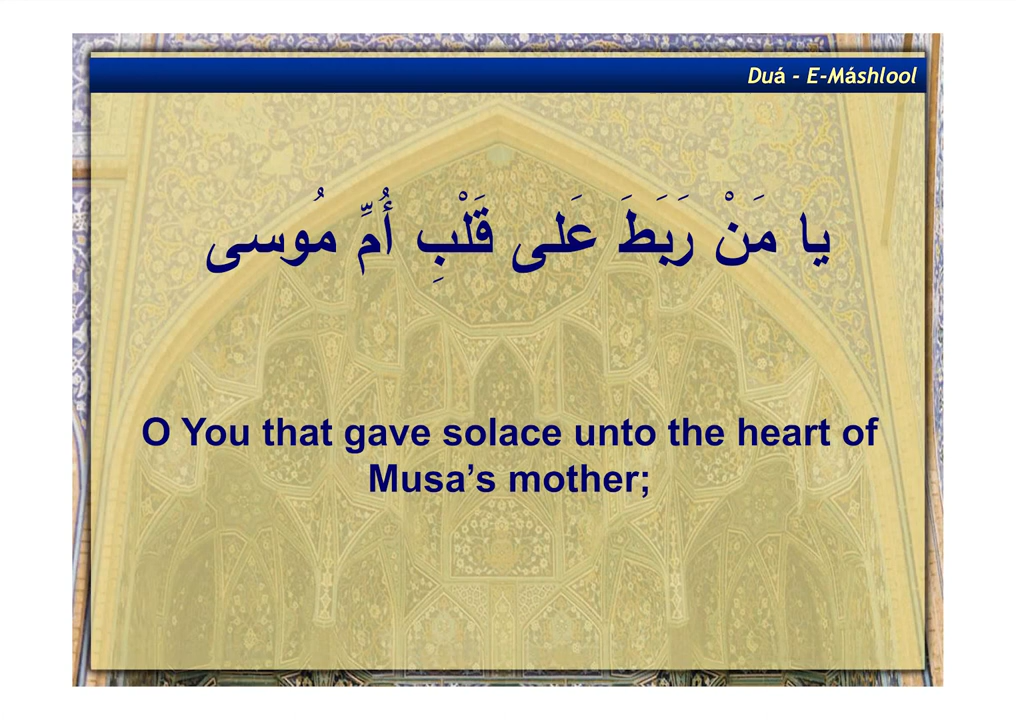 Duá - E-Máshlool
يا مَنْ رَبَطَ عَلى قَلْبِ أُمِّ مُوسى
O You that gave solace unto the heart of
Musa’s mother;